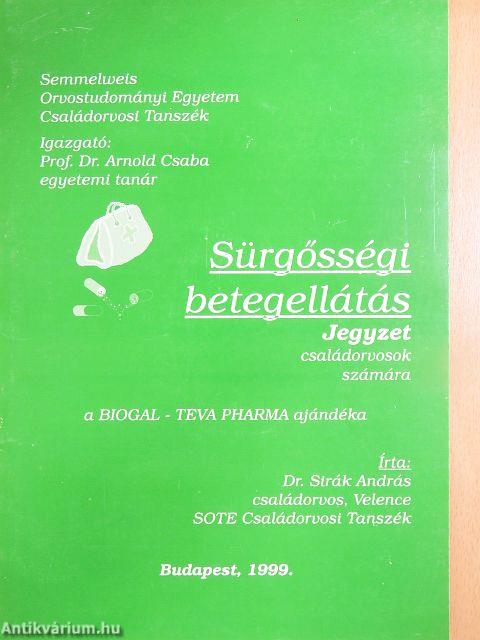 Semmelweis
Orvostudományi Egyetem
Családorvosi Tanszék
Igazgató:
Prof. Dr. Arnold Csaba
egyetemi tanár
Sürgősségi
betegellátás
Jegyzet
családorvosok
számára
a BIOGAL - TEVA PHARMA ajándéka
Írta:
Dr. Sirák András
családorvos, Velence
SOTE Családorvosi Tanszék
Budapest, 1999.
Antikvárium.hu